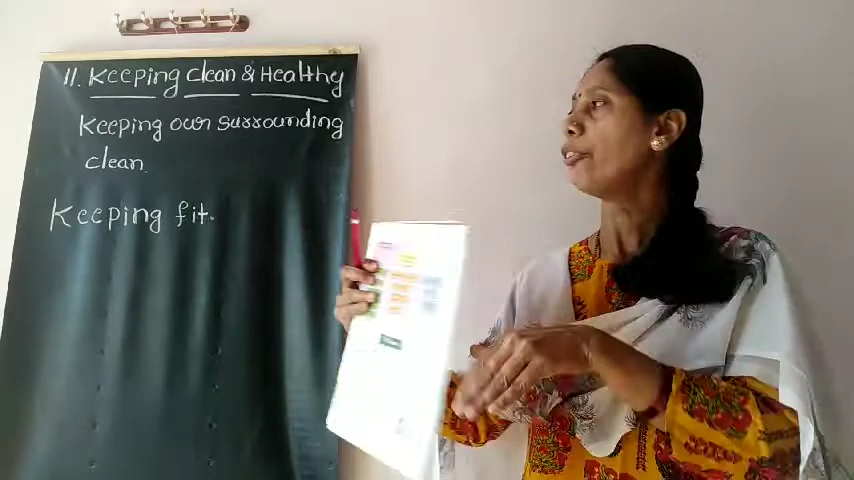 11. Keeping clean & Healthy
Keeping our surrounding
clean.
Keeping fit.